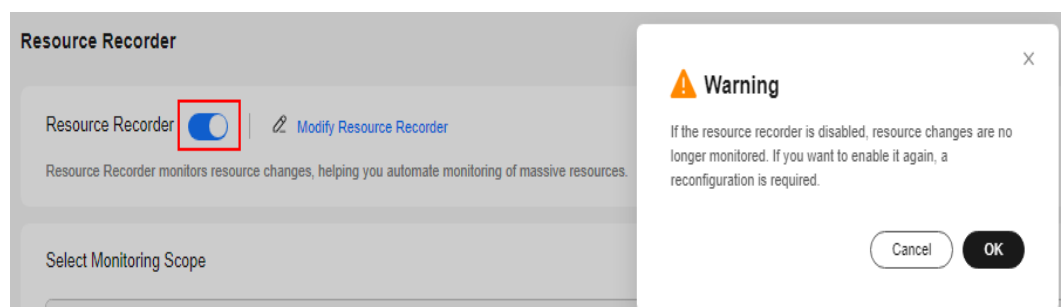 Resource Recorder
Resource Recorder
Modify Resource Recorder
Resource Recorder monitors resource changes, helping you automate monitoring of massive resources.
Select Monitoring Scope
Warning
If the resource recorder is disabled, resource changes are no
longer monitored. If you want to enable it again, a
reconfiguration is required.
Cancel
OK